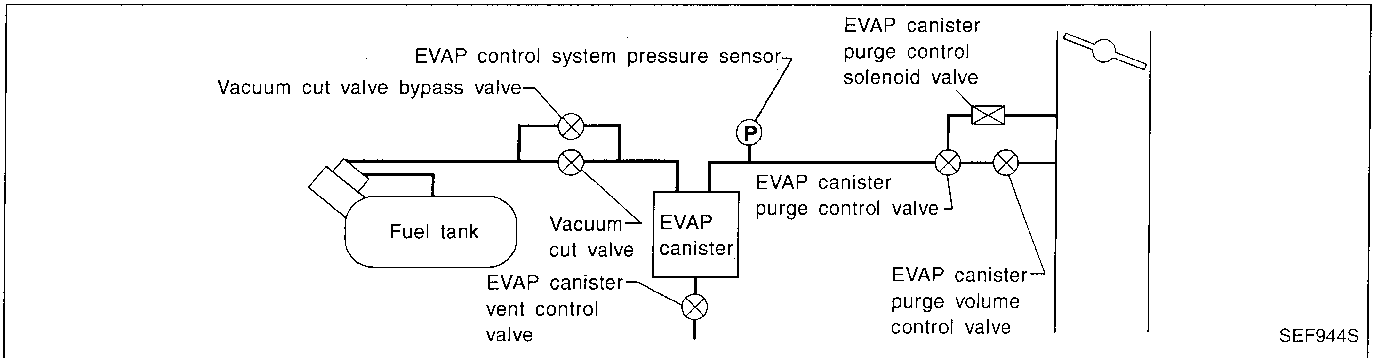 EVAP canister
purge control
solenoid valve
EVAP control system pressure sensor
Vacuum cut valve bypass valve
P
EVAP canister
purge control valve
Fuel tank
Vacuum
cut valve
EVAP
canister
EVAP canister
vent control
valve
EVAP canister
purge volume
control valve
SEF944S